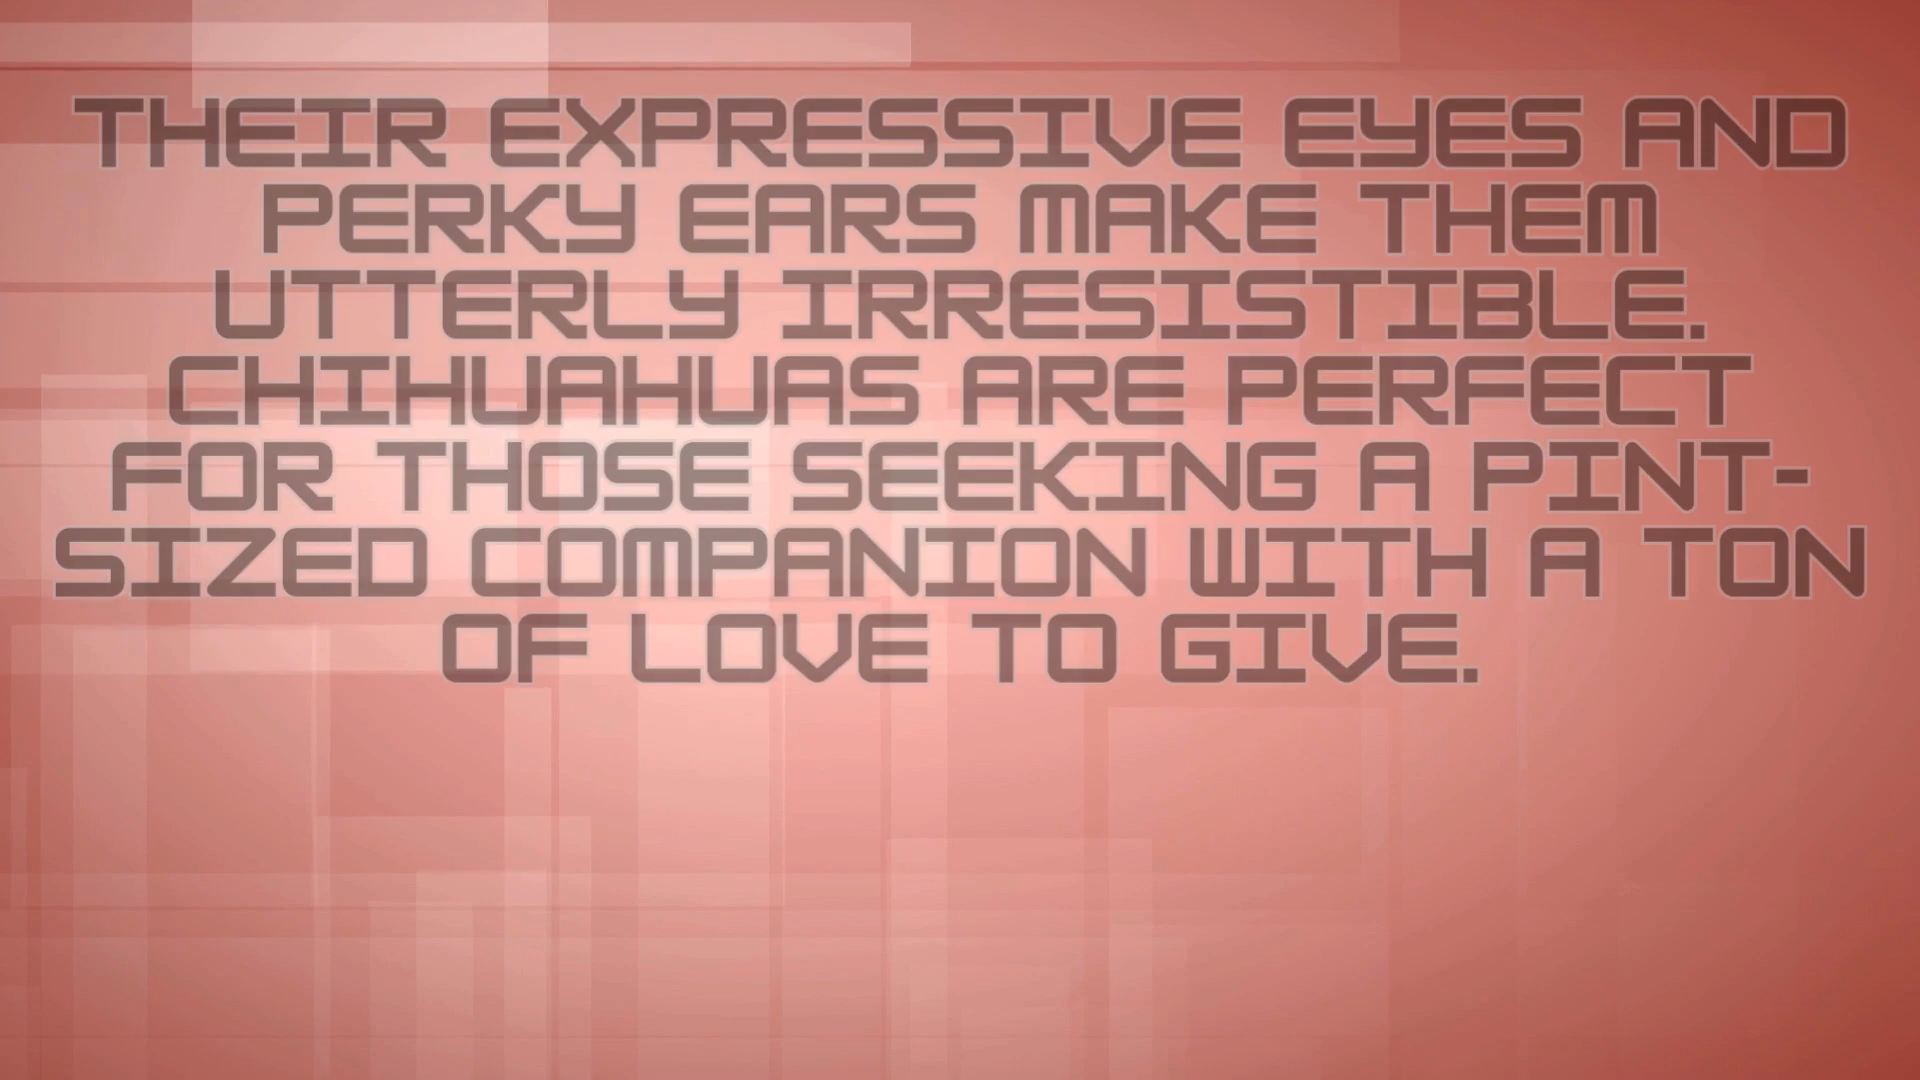 THEIR EXPRESSIVE EYES AND
PERKY EARS MAKE THEM
UTTERLY IRRESISTIBLE.
CHIHUAHUAS ARE PERFECT
FOR THOSE SEEKING A PINT-
SIZED COMPANION WITH A TON
OF LOVE TO GIVE.